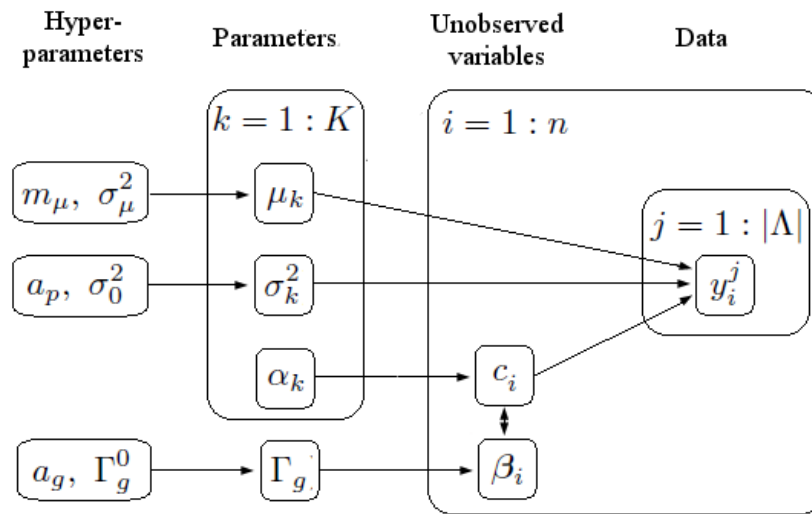 Hyper-
parameters
Parameters
Unobserved
variables
Data
k = 1 : K
i = 1 : n
m_μ, σ_μ^2
μ_k
j = 1 : |Λ|
a_p, σ_0^2
σ_k^2
y_i^j
α_k
c_i
a_g, Γ_g^0
Γ_g
β_i